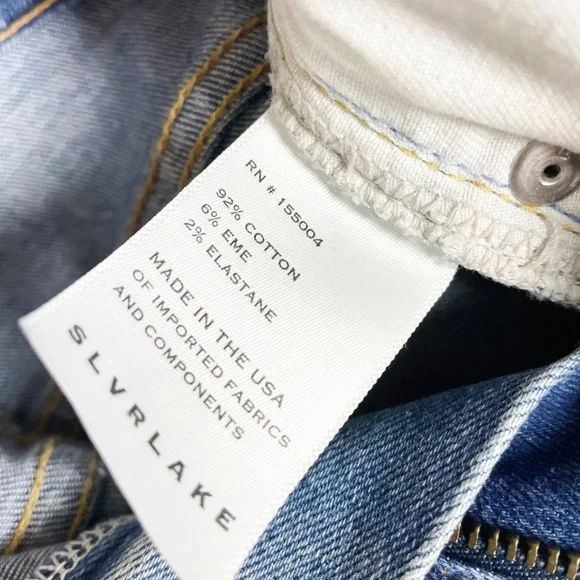 RN # 155004
92% COTTON
6% EME
2% ELASTANE
MADE IN THE USA
OF IMPORTED FABRICS
AND COMPONENTS
SLVRLAKE